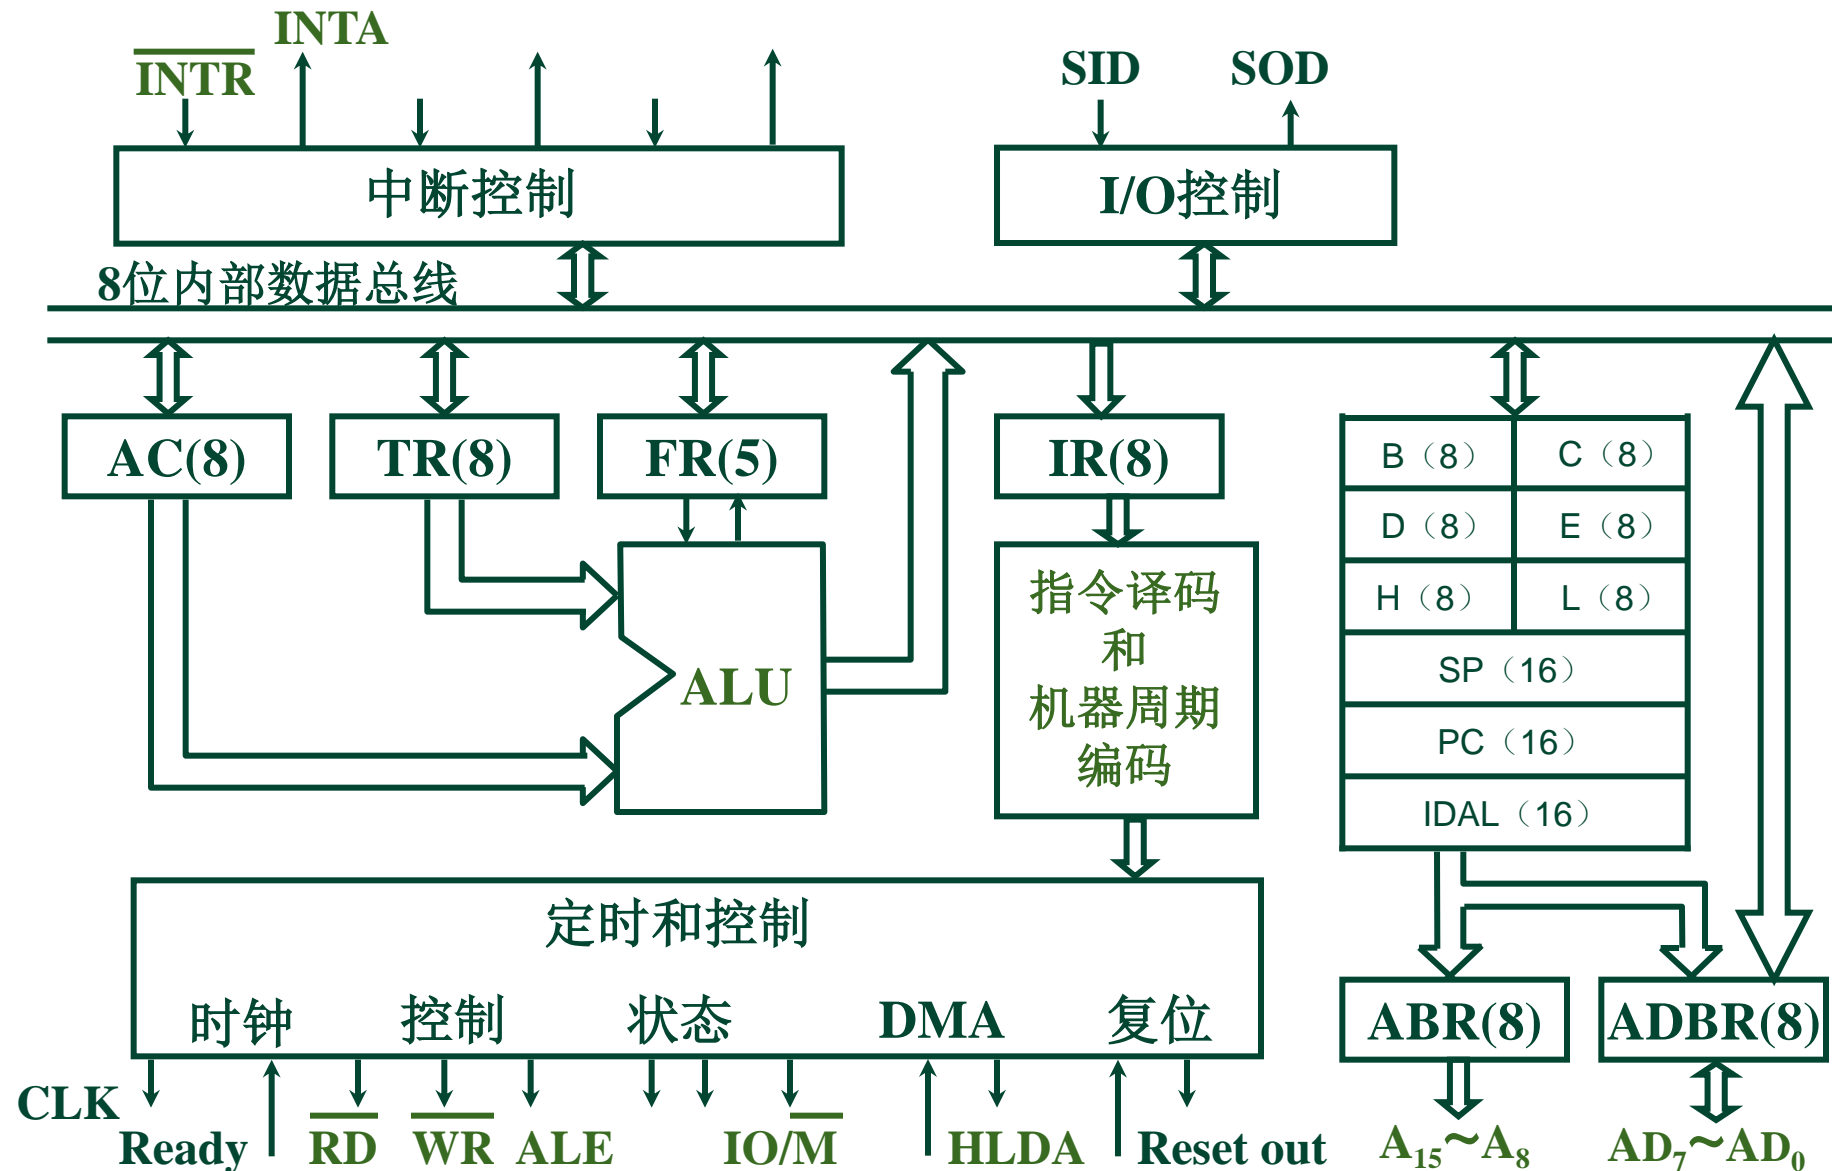 INTA
INTR
SID SOD
中断控制
I/O控制
8位内部数据总线
AC(8) TR(8) FR(5) IR(8)
B（8） C（8）
D（8） E（8）
H（8） L（8）
SP（16）
PC（16）
IDAL（16）
ALU
指令译码
和
机器周期
编码
定时和控制
时钟 控制 状态 DMA 复位
ABR(8) ADBR(8)
CLK
Ready RD WR ALE IO/M HLDA Reset out
A15～A8 AD7～AD0